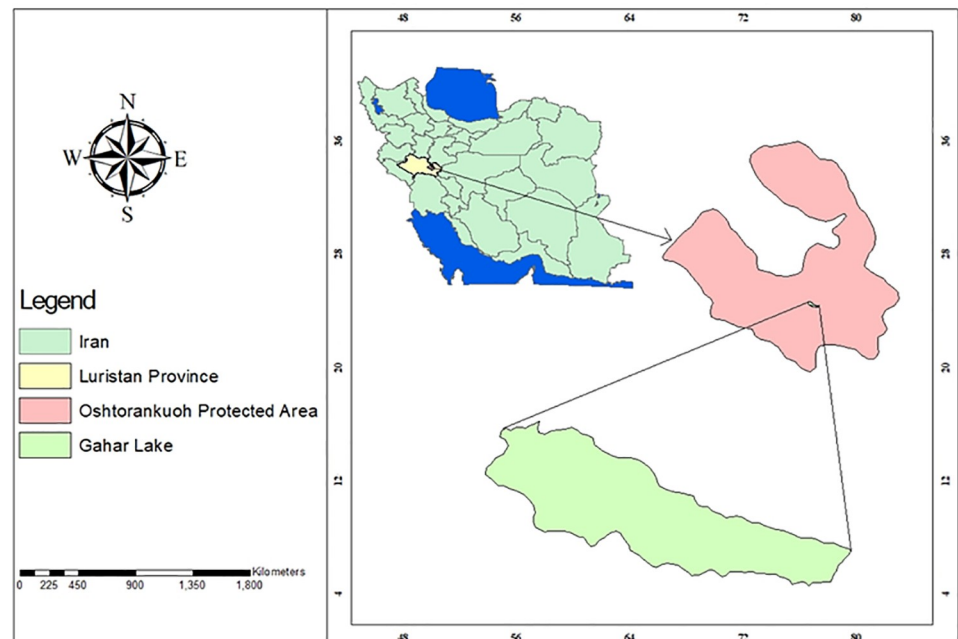 48 56 64 72 80
N
W E
S
36
36
28
28
20
20
12
12
4
4
Legend
Iran
Luristan Province
Oshtorankuoh Protected Area
Gahar Lake
Kilometers
0 225 450 900 1,350 1,800
48 56 64 72 80